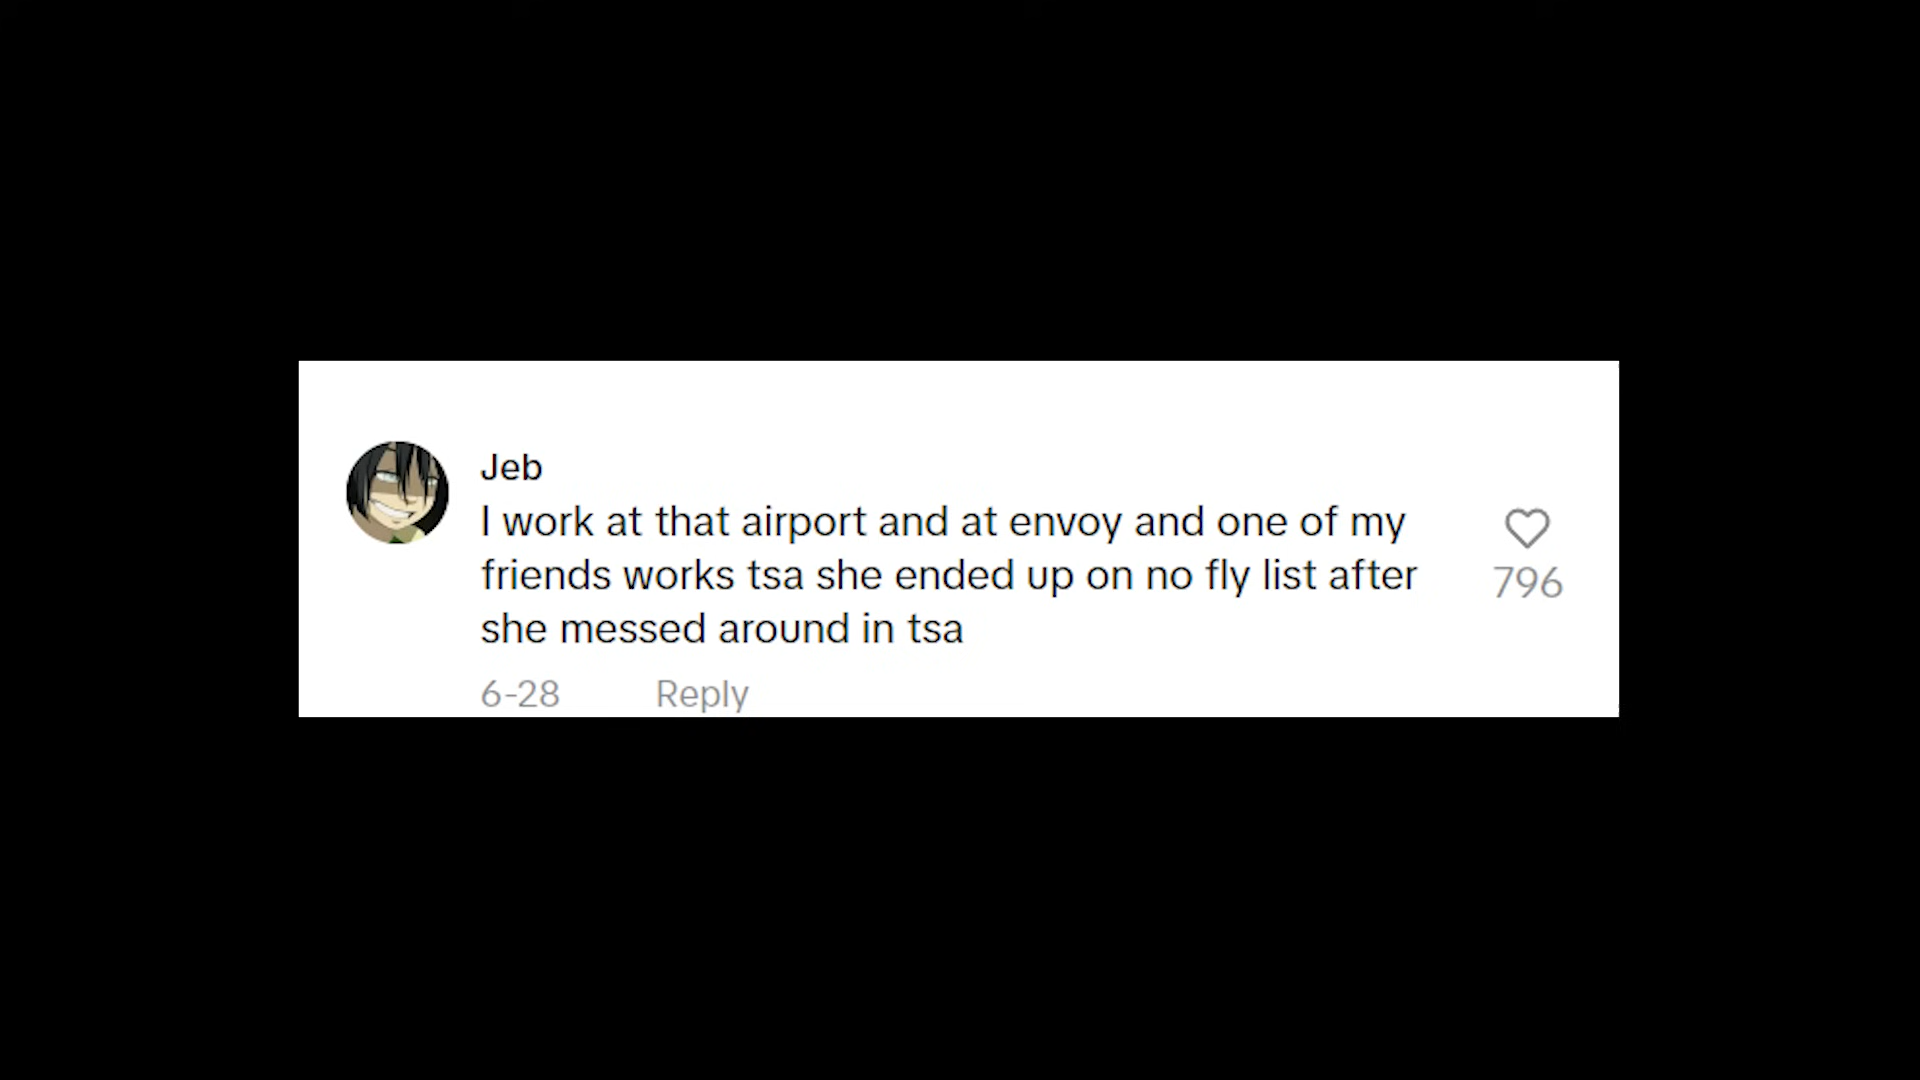 Jeb
I work at that airport and at envoy and one of my
friends works tsa she ended up on no fly list after
she messed around in tsa
796
6-28 Reply